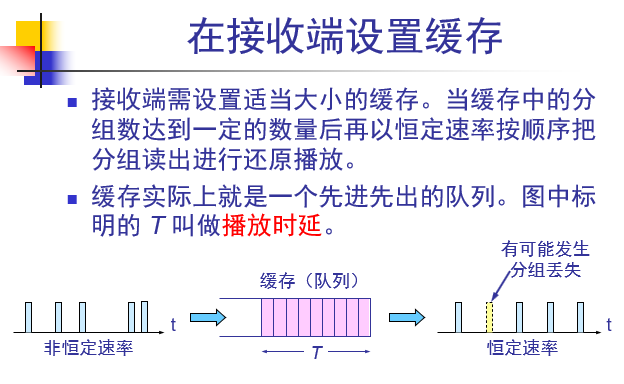 在接收端设置缓存
接收端需设置适当大小的缓存。当缓存中的分
组数达到一定的数量后再以恒定速率按顺序把
分组读出进行还原播放。
缓存实际上就是一个先进先出的队列。图中标
明的 T 叫做播放时延。
有可能发生
分组丢失
缓存（队列）
t
t
非恒定速率
T
恒定速率